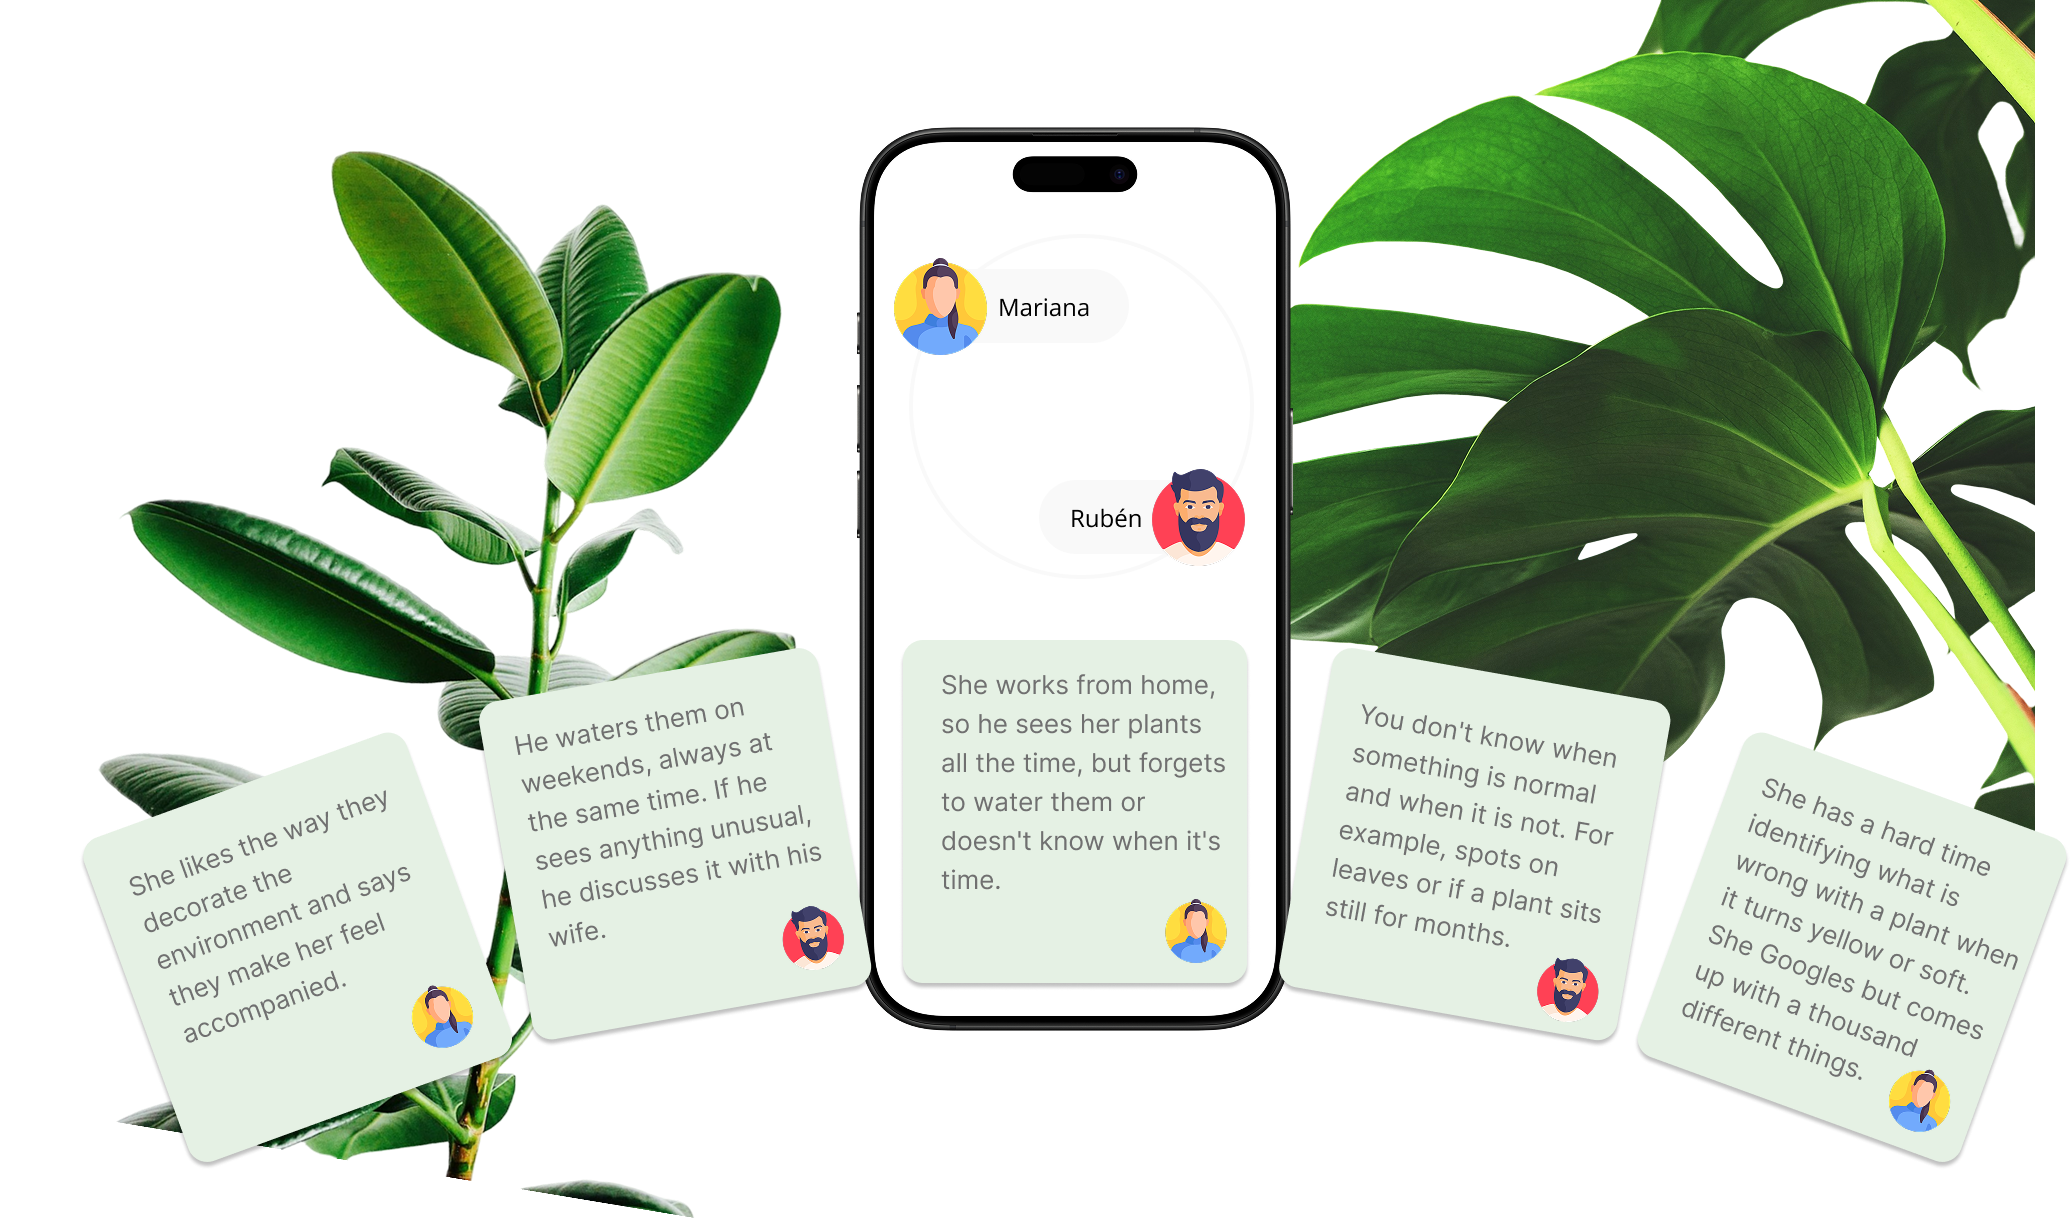 Mariana
Rubén
She likes the way they
decorate the
environment and says
they make her feel
accompanied.
He waters them on
weekends, always at
the same time. If he
sees anything unusual,
he discusses it with his
wife.
She works from home,
so he sees her plants
all the time, but forgets
to water them or
doesn't know when it's
time.
You don't know when
something is normal
and when it is not. For
example, spots on
leaves or if a plant sits
still for months.
She has a hard time
identifying what is
wrong with a plant when
it turns yellow or soft.
She Googles but comes
up with a thousand
different things.